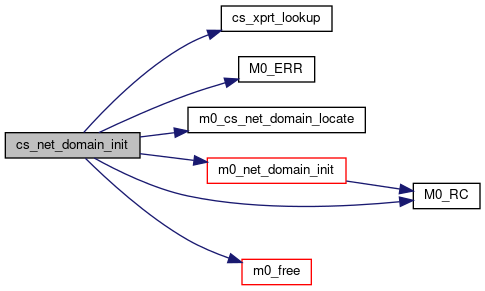 cs_xprt_lookup
M0_ERR
m0_cs_net_domain_locate
cs_net_domain_init
m0_net_domain_init
M0_RC
m0_free